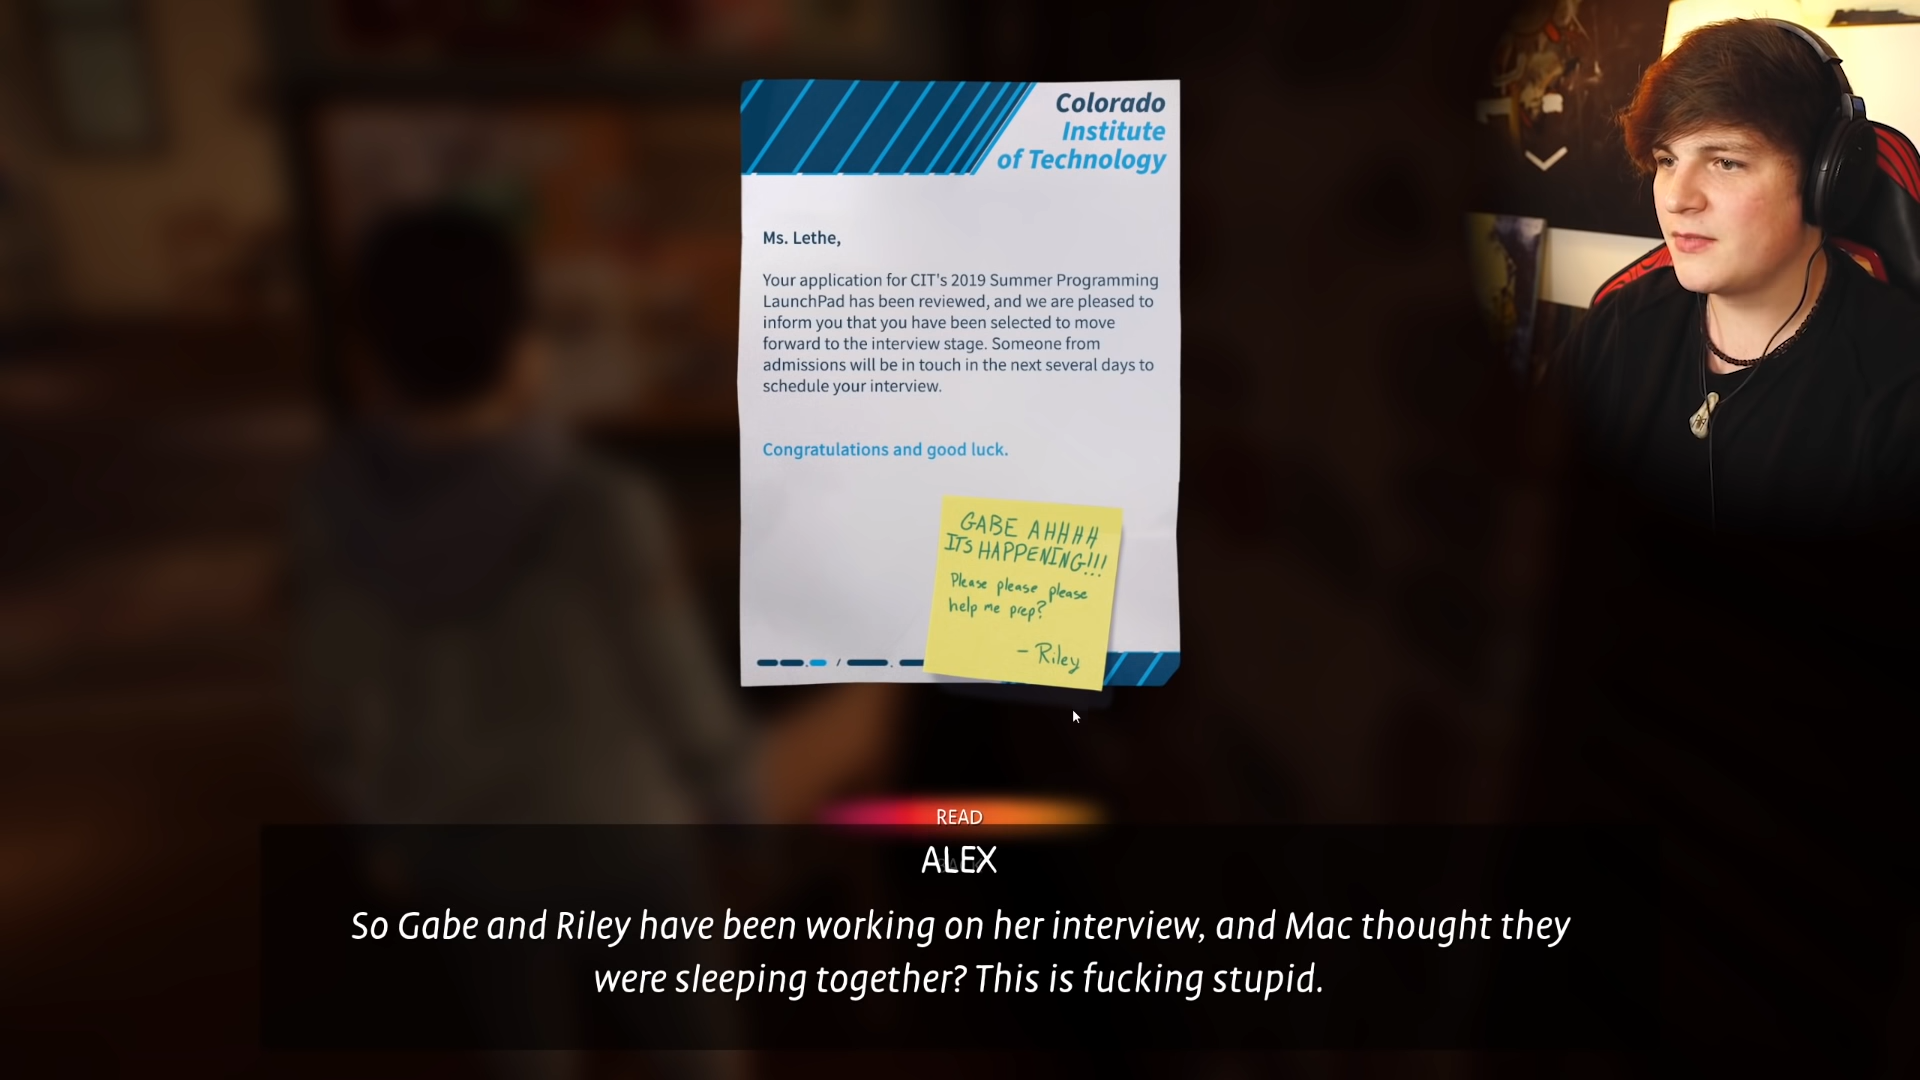 Colorado
Institute
of Technology
Ms. Lethe,
Your application for CIT's 2019 Summer Programming
LaunchPad has been reviewed, and we are pleased to
inform you that you have been selected to move
forward to the interview stage. Someone from
admissions will be in touch in the next several days to
schedule your interview.
Congratulations and good luck.
GABE AHHHH
ITS HAPPENING!!!
Please please please
help me prep?
- Riley
READ
ALEX
So Gabe and Riley have been working on her interview, and Mac thought they
were sleeping together? This is fucking stupid.